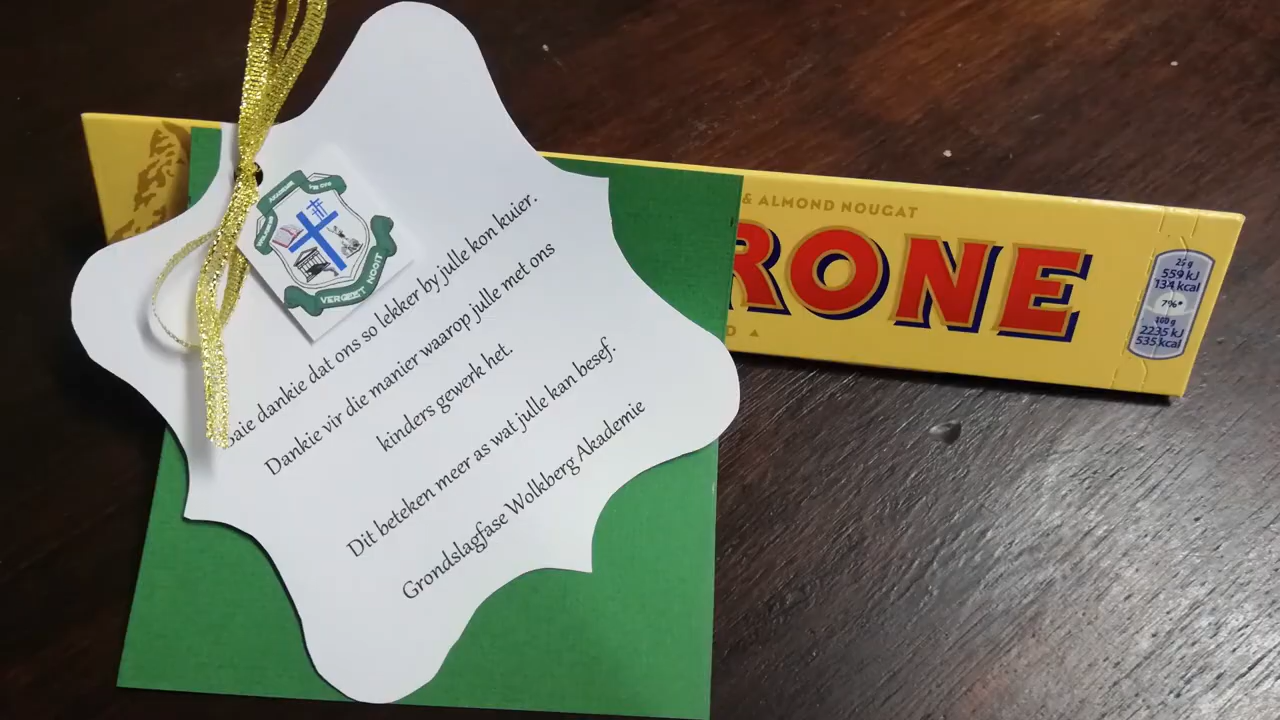 & ALMOND NOUGAT
RONE
25 g
559 kJ
134 kcal
7%*
100 g
2235 kJ
535 kcal
VERGEET NOOIT
Baie dankie dat ons so lekker by julle kon kuier.
Dankie vir die manier waarop julle met ons
kinders gewerk het.
Dit beteken meer as wat julle kan besef.
Grondslagfase Wolkberg Akademie